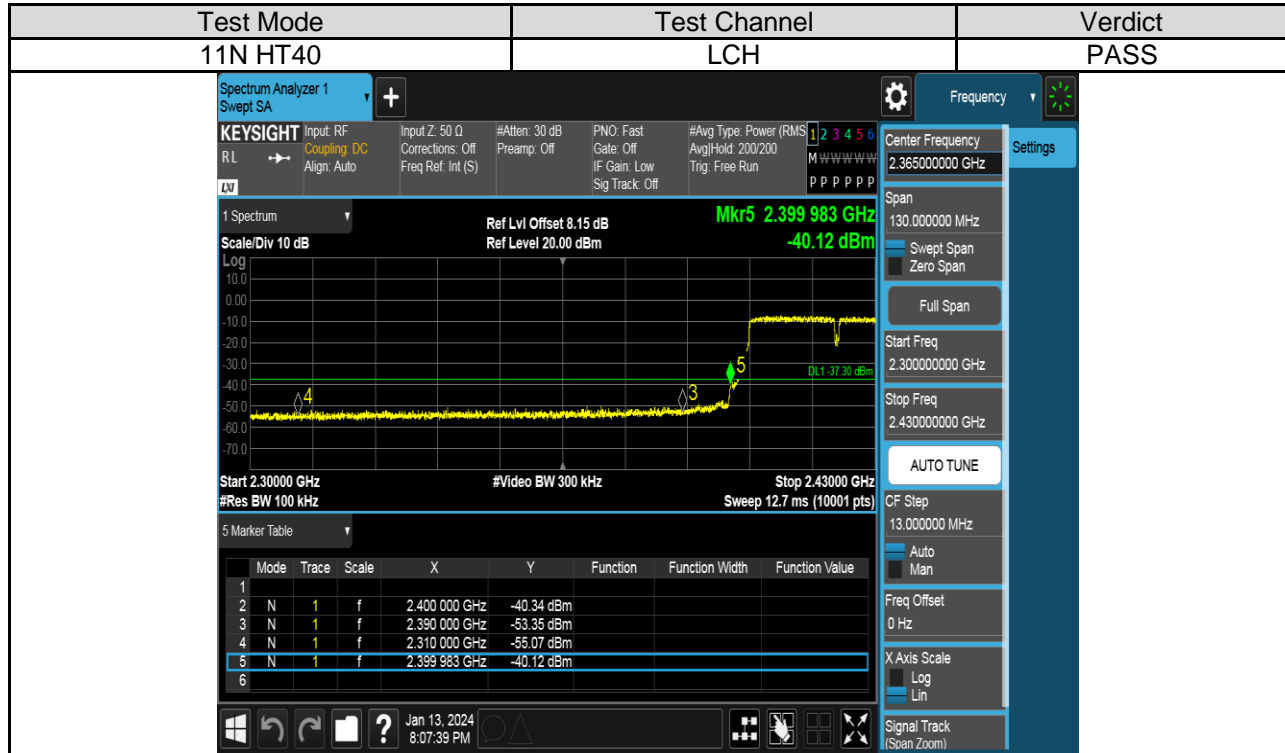 Test Mode Test Channel Verdict
11N HT40 LCH PASS
Spectrum Analyzer 1
Swept SA
+
Frequency
KEYSIGHT
RL
LXI
Input: RF
Coupling: DC
Align: Auto
Input Z: 50 Ω
Corrections: Off
Freq Ref: Int (S)
#Atten: 30 dB
Preamp: Off
PNO: Fast
Gate: Off
IF Gain: Low
Sig Track: Off
#Avg Type: Power (RMS
Avg|Hold: 200/200
Trig: Free Run
1 2 3 4 5 6
M W W W W W
P P P P P P
1 Spectrum
Scale/Div 10 dB
Ref Lvl Offset 8.15 dB
Ref Level 20.00 dBm
Mkr5 2.399 983 GHz
-40.12 dBm
Log
10.0
0.00
-10.0
-20.0
-30.0
-40.0
-50.0
-60.0
-70.0
4
3
5
DL1 -37.30 dBm
Start 2.30000 GHz #Video BW 300 kHz Stop 2.43000 GHz
#Res BW 100 kHz Sweep 12.7 ms (10001 pts)
5 Marker Table
Mode Trace Scale X Y Function Function Width Function Value
1
2 N 1 f 2.400 000 GHz -40.34 dBm
3 N 1 f 2.390 000 GHz -53.35 dBm
4 N 1 f 2.310 000 GHz -55.07 dBm
5 N 1 f 2.399 983 GHz -40.12 dBm
6
?
Jan 13, 2024
8:07:39 PM
Center Frequency
2.365000000 GHz
Settings
Span
130.000000 MHz
Swept Span
Zero Span
Full Span
Start Freq
2.300000000 GHz
Stop Freq
2.430000000 GHz
AUTO TUNE
CF Step
13.000000 MHz
Auto
Man
Freq Offset
0 Hz
X Axis Scale
Log
Lin
Signal Track
(Span Zoom)